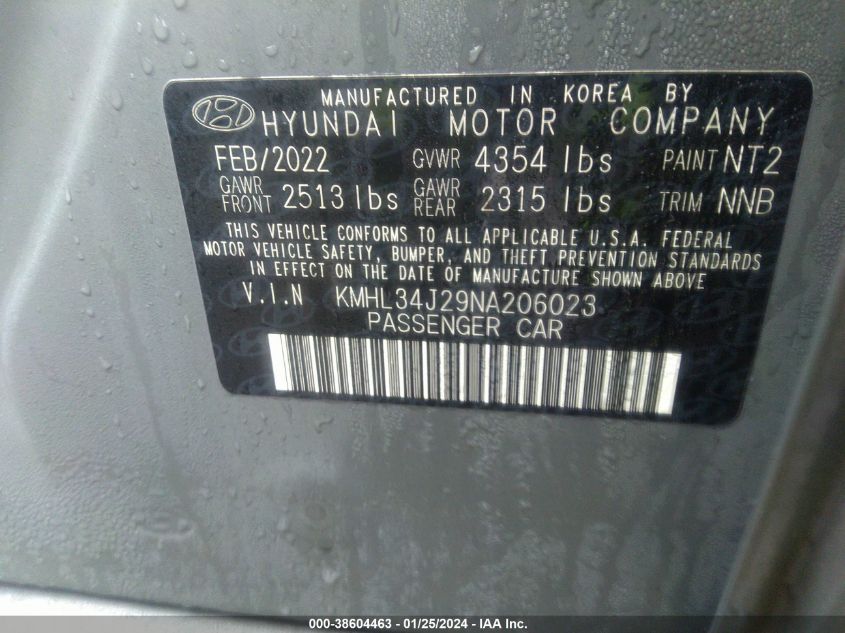 MANUFACTURED IN KOREA BY
HYUNDAI MOTOR COMPANY
FEB/2022 GVWR 4354 lbs PAINT NT2
GAWR FRONT 2513 lbs GAWR REAR 2315 lbs TRIM NNB
THIS VEHICLE CONFORMS TO ALL APPLICABLE U.S.A. FEDERAL
MOTOR VEHICLE SAFETY, BUMPER, AND THEFT PREVENTION STANDARDS
IN EFFECT ON THE DATE OF MANUFACTURE SHOWN ABOVE
V.I.N KMHL34J29NA206023
PASSENGER CAR
000-38604463 - 01/25/2024 - IAA Inc.